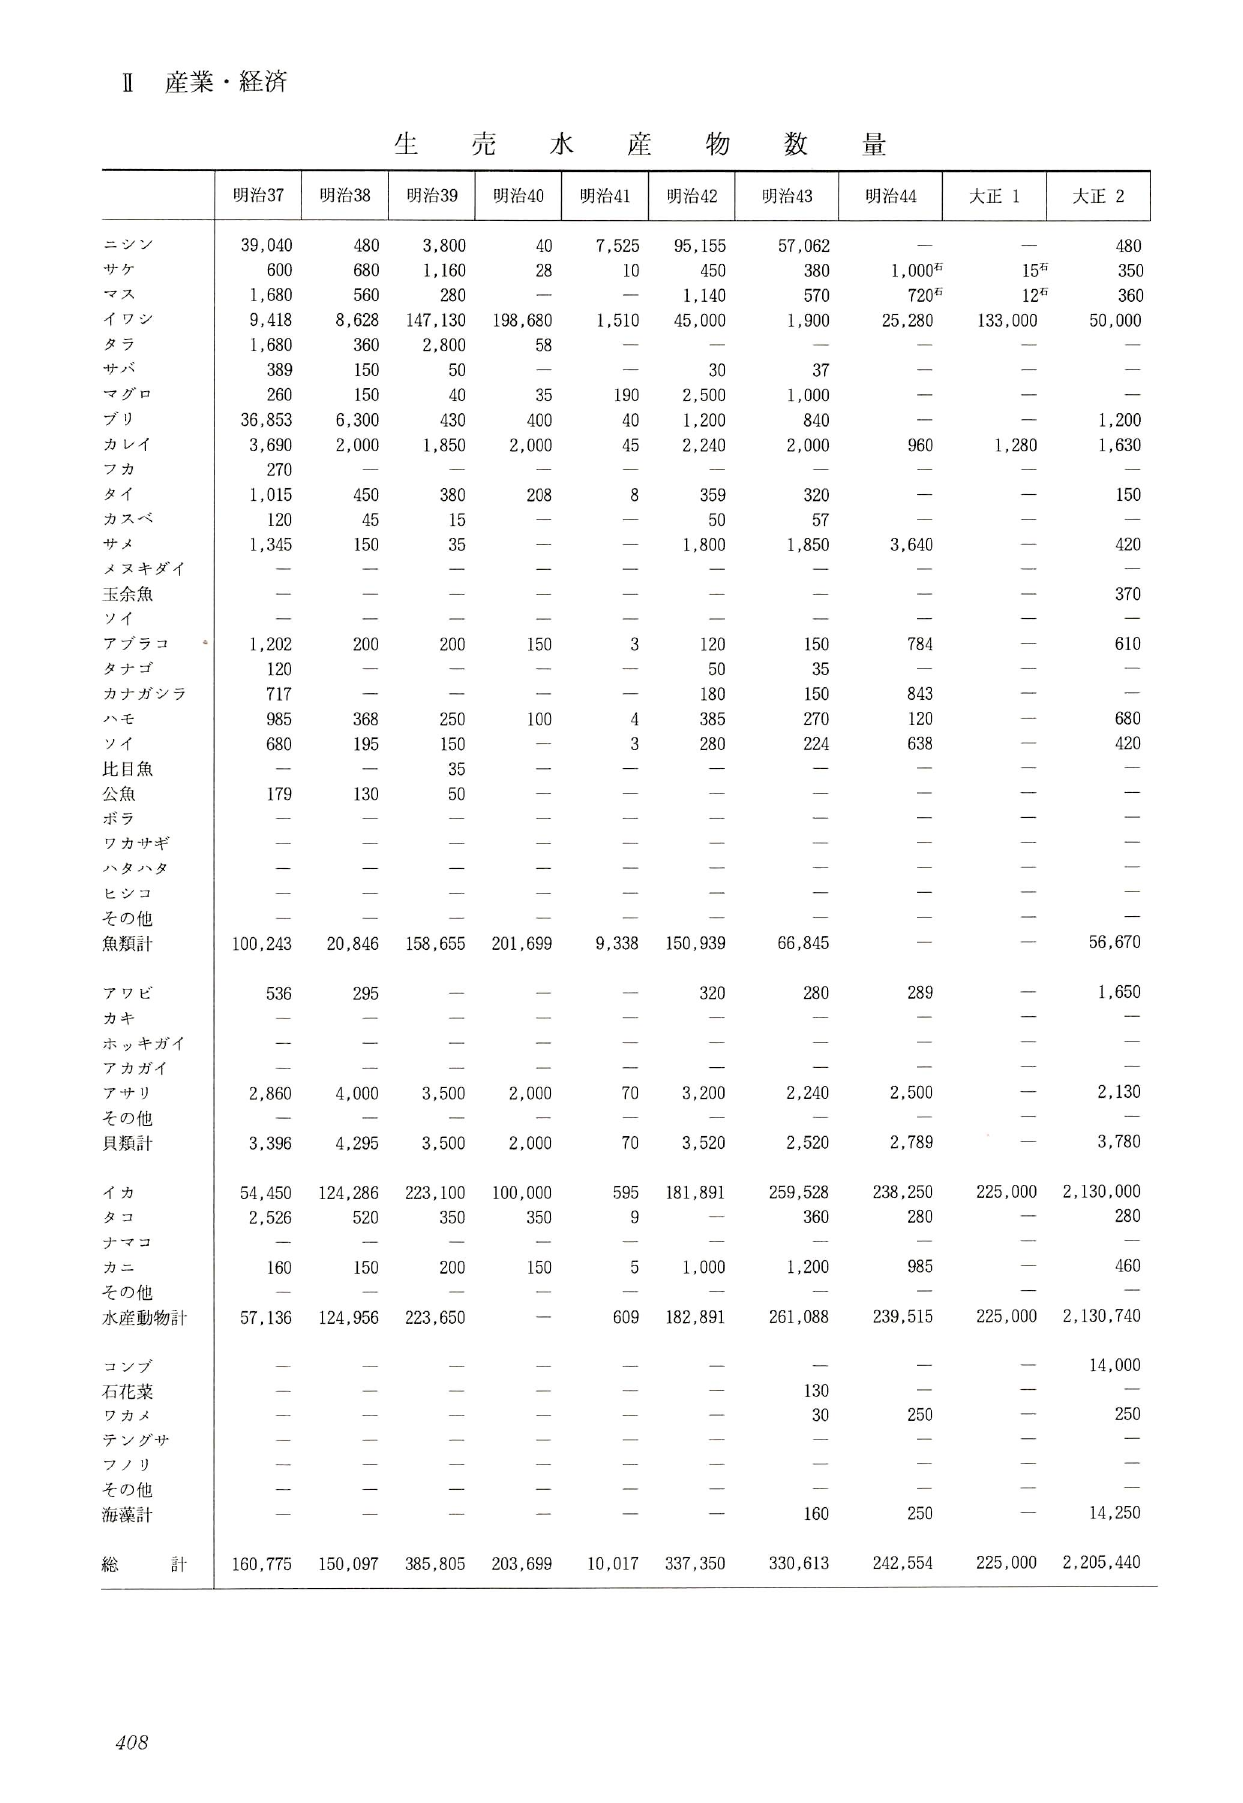 Ⅱ 産業・経済
生売水産物数量
明治37 明治38 明治39 明治40 明治41 明治42 明治43 明治44 大正 1 大正 2
ニシン 39,040 480 3,800 40 7,525 95,155 57,062 — — 480
サケ 600 680 1,160 28 10 450 380 1,000石 15石 350
マス 1,680 560 280 — — 1,140 570 720石 12石 360
イワシ 9,418 8,628 147,130 198,680 1,510 45,000 1,900 25,280 133,000 50,000
タラ 1,680 360 2,800 58 — — — — — —
サバ 389 150 50 — — 30 37 — — —
マグロ 260 150 40 35 190 2,500 1,000 — — —
ブリ 36,853 6,300 430 400 40 1,200 840 — — 1,200
カレイ 3,690 2,000 1,850 2,000 45 2,240 2,000 960 1,280 1,630
フカ 270 — — — — — — — — —
タイ 1,015 450 380 208 8 359 320 — — 150
カスベ 120 45 15 — — 50 57 — — —
サメ 1,345 150 35 — — 1,800 1,850 3,640 — 420
メヌキダイ — — — — — — — — — —
玉余魚 — — — — — — — — — 370
ソイ — — — — — — — — — —
アブラコ 1,202 200 200 150 3 120 150 784 — 610
タナゴ 120 — — — — 50 35 — — —
カナガシラ 717 — — — — 180 150 843 — —
ハモ 985 368 250 100 4 385 270 120 — 680
ソイ 680 195 150 — 3 280 224 638 — 420
比目魚 — — 35 — — — — — — —
公魚 179 130 50 — — — — — — —
ボラ — — — — — — — — — —
ワカサギ — — — — — — — — — —
ハタハタ — — — — — — — — — —
ヒシコ — — — — — — — — — —
その他 — — — — — — — — — —
魚類計 100,243 20,846 158,655 201,699 9,338 150,939 66,845 — — 56,670
アワビ 536 295 — — — 320 280 289 — 1,650
カキ — — — — — — — — — —
ホッキガイ — — — — — — — — — —
アカガイ — — — — — — — — — —
アサリ 2,860 4,000 3,500 2,000 70 3,200 2,240 2,500 — 2,130
その他 — — — — — — — — — —
貝類計 3,396 4,295 3,500 2,000 70 3,520 2,520 2,789 — 3,780
イカ 54,450 124,286 223,100 100,000 595 181,891 259,528 238,250 225,000 2,130,000
タコ 2,526 520 350 350 9 — 360 280 — 280
ナマコ — — — — — — — — — —
カニ 160 150 200 150 5 1,000 1,200 985 — 460
その他 — — — — — — — — — —
水産動物計 57,136 124,956 223,650 — 609 182,891 261,088 239,515 225,000 2,130,740
コンブ — — — — — — — — — 14,000
石花菜 — — — — — — 130 — — —
ワカメ — — — — — — 30 250 — 250
テングサ — — — — — — — — — —
フノリ — — — — — — — — — —
その他 — — — — — — — — — —
海藻計 — — — — — — 160 250 — 14,250
総計 160,775 150,097 385,805 203,699 10,017 337,350 330,613 242,554 225,000 2,205,440
408